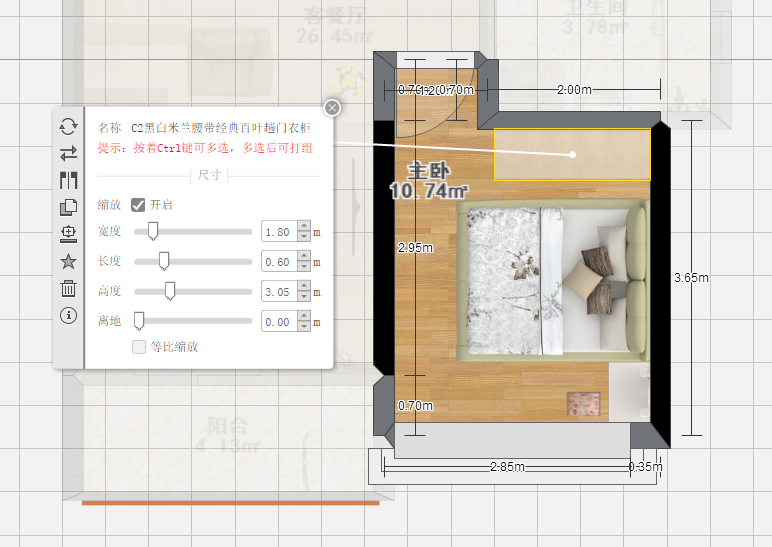 客餐厅
26.45㎡
卫生间
3.78㎡
0.70m
1.20
0.70m
2.00m
名称 C2黑白米兰腰带经典百叶趟门衣柜
提示：按着Ctrl键可多选，多选后可打组
尺寸
缩放 开启
宽度 1.80 m
长度 0.60 m
高度 3.05 m
离地 0.00 m
等比缩放
主卧
10.74㎡
2.95m
3.65m
0.70m
阳台
4.13㎡
2.85m
0.35m